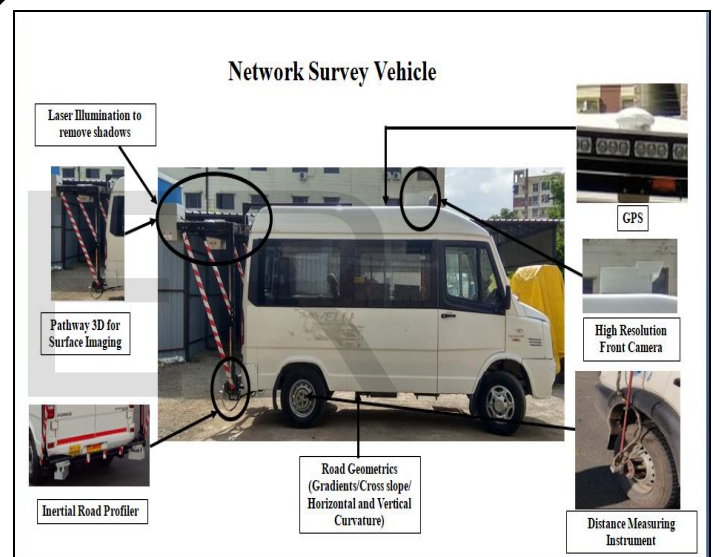 Network Survey Vehicle
Laser Illumination to
remove shadows
GPS
Pathway 3D for
Surface Imaging
High Resolution
Front Camera
Inertial Road Profiler
Road Geometrics
(Gradients/Cross slope/
Horizontal and Vertical
Curvature)
Distance Measuring
Instrument